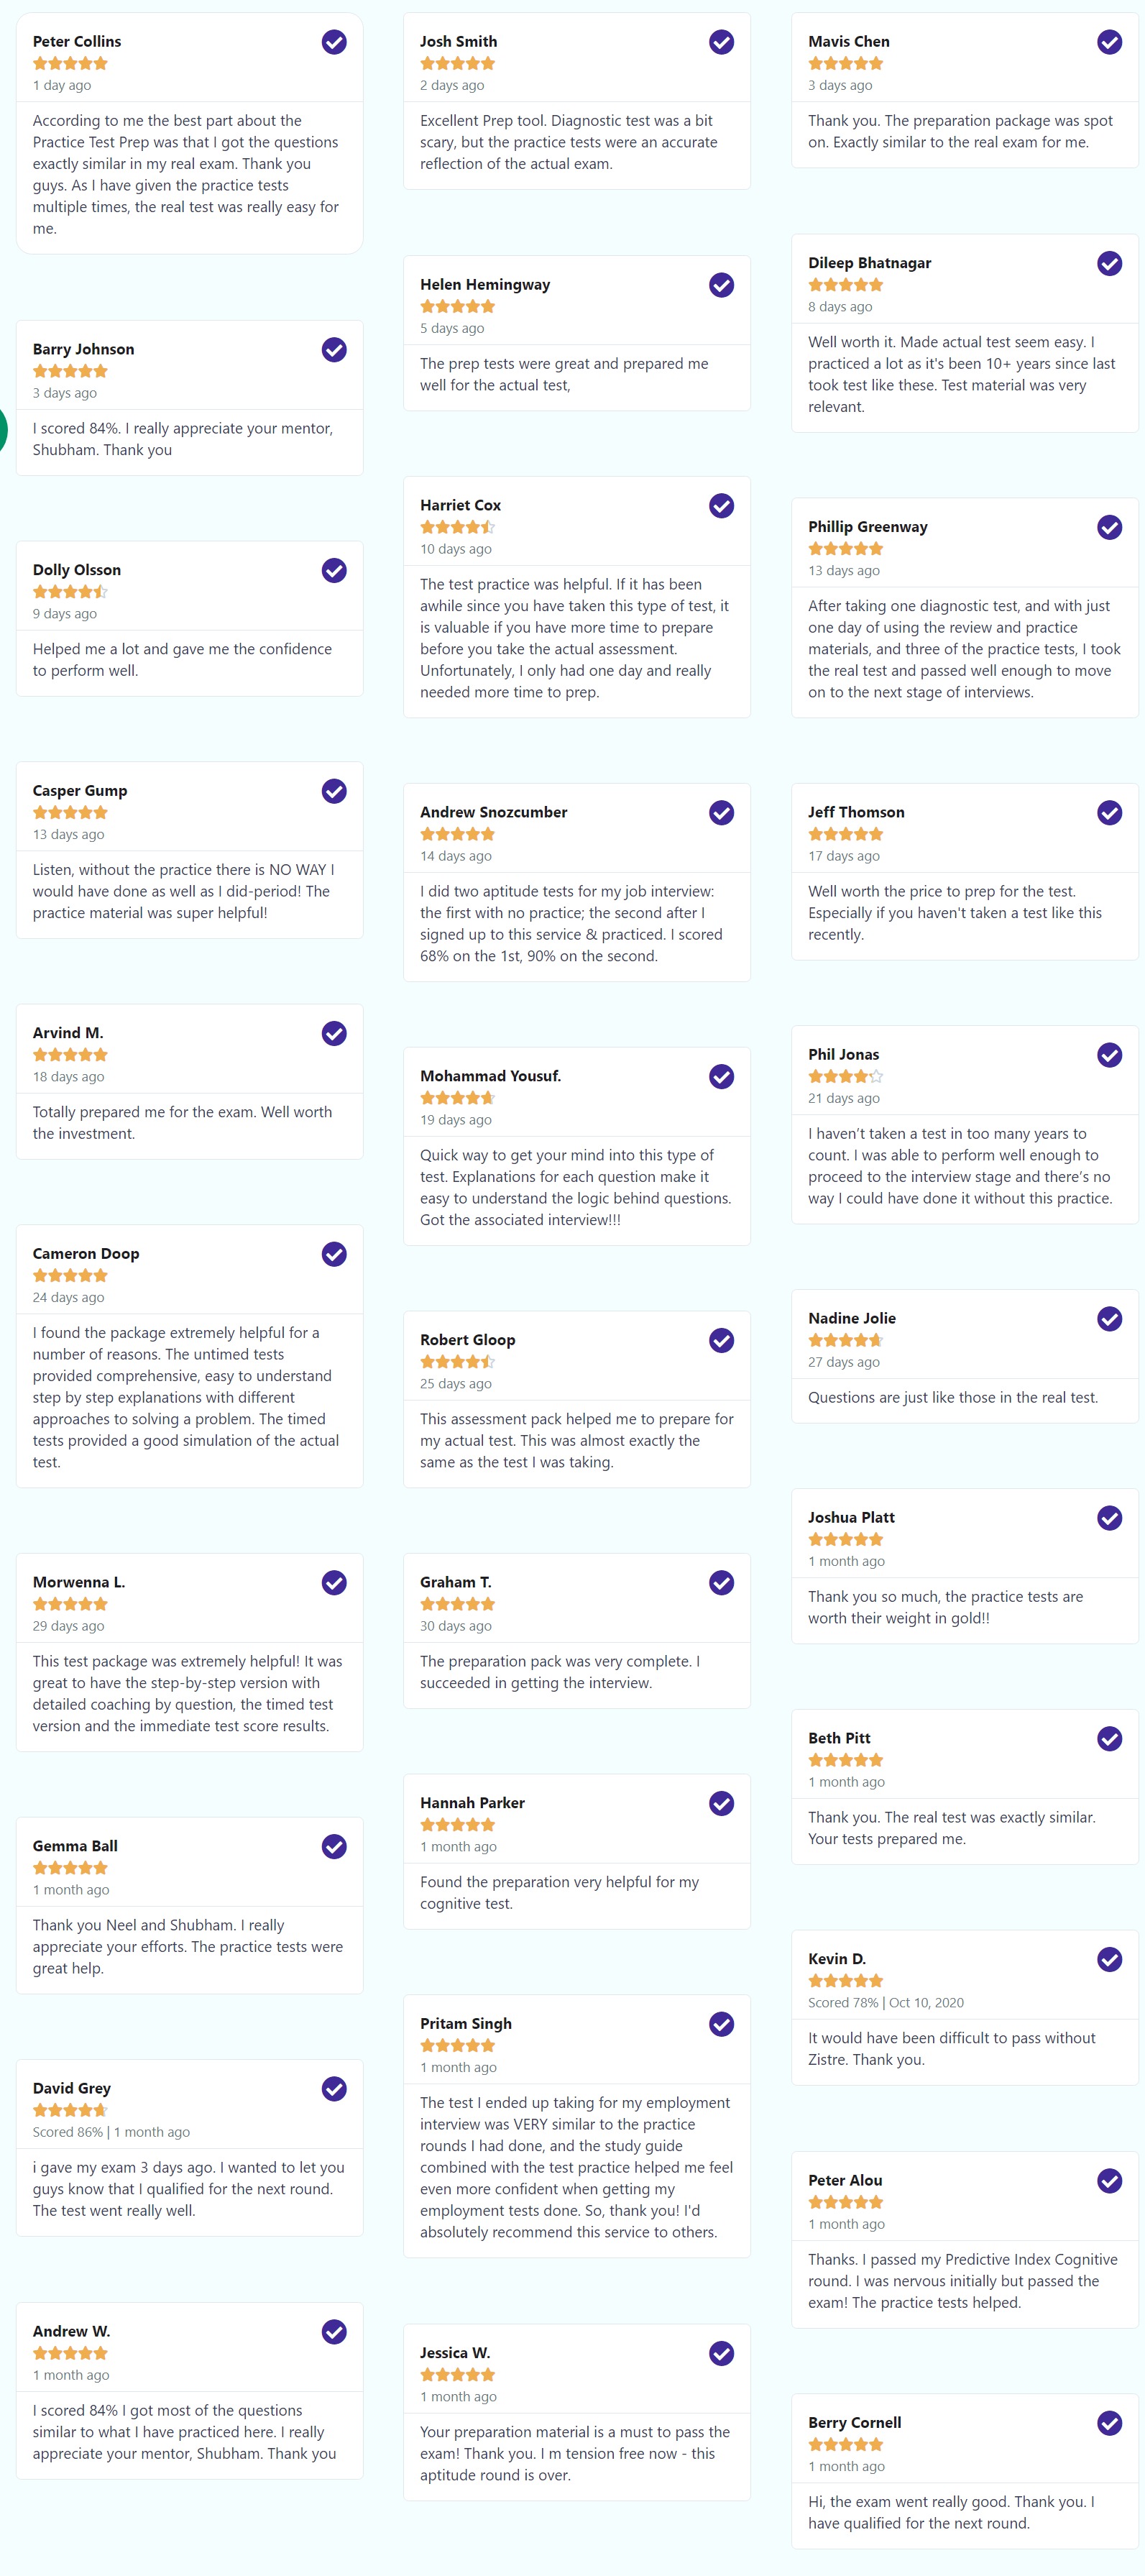 Peter Collins
1 day ago
According to me the best part about the
Practice Test Prep was that I got the questions
exactly similar in my real exam. Thank you
guys. As I have given the practice tests
multiple times, the real test was really easy for
me.
Barry Johnson
3 days ago
I scored 84%. I really appreciate your mentor,
Shubham. Thank you
Dolly Olsson
9 days ago
Helped me a lot and gave me the confidence
to perform well.
Casper Gump
13 days ago
Listen, without the practice there is NO WAY I
would have done as well as I did-period! The
practice material was super helpful!
Arvind M.
18 days ago
Totally prepared me for the exam. Well worth
the investment.
Cameron Doop
24 days ago
I found the package extremely helpful for a
number of reasons. The untimed tests
provided comprehensive, easy to understand
step by step explanations with different
approaches to solving a problem. The timed
tests provided a good simulation of the actual
test.
Morwenna L.
29 days ago
This test package was extremely helpful! It was
great to have the step-by-step version with
detailed coaching by question, the timed test
version and the immediate test score results.
Gemma Ball
1 month ago
Thank you Neel and Shubham. I really
appreciate your efforts. The practice tests were
great help.
David Grey
Scored 86% | 1 month ago
i gave my exam 3 days ago. I wanted to let you
guys know that I qualified for the next round.
The test went really well.
Andrew W.
1 month ago
I scored 84% I got most of the questions
similar to what I have practiced here. I really
appreciate your mentor, Shubham. Thank you
Josh Smith
2 days ago
Excellent Prep tool. Diagnostic test was a bit
scary, but the practice tests were an accurate
reflection of the actual exam.
Helen Hemingway
5 days ago
The prep tests were great and prepared me
well for the actual test,
Harriet Cox
10 days ago
The test practice was helpful. If it has been
awhile since you have taken this type of test, it
is valuable if you have more time to prepare
before you take the actual assessment.
Unfortunately, I only had one day and really
needed more time to prep.
Andrew Snozcumber
14 days ago
I did two aptitude tests for my job interview:
the first with no practice; the second after I
signed up to this service & practiced. I scored
68% on the 1st, 90% on the second.
Mohammad Yousuf.
19 days ago
Quick way to get your mind into this type of
test. Explanations for each question make it
easy to understand the logic behind questions.
Got the associated interview!!!
Robert Gloop
25 days ago
This assessment pack helped me to prepare for
my actual test. This was almost exactly the
same as the test I was taking.
Graham T.
30 days ago
The preparation pack was very complete. I
succeeded in getting the interview.
Hannah Parker
1 month ago
Found the preparation very helpful for my
cognitive test.
Pritam Singh
1 month ago
The test I ended up taking for my employment
interview was VERY similar to the practice
rounds I had done, and the study guide
combined with the test practice helped me feel
even more confident when getting my
employment tests done. So, thank you! I'd
absolutely recommend this service to others.
Jessica W.
1 month ago
Your preparation material is a must to pass the
exam! Thank you. I m tension free now - this
aptitude round is over.
Mavis Chen
3 days ago
Thank you. The preparation package was spot
on. Exactly similar to the real exam for me.
Dileep Bhatnagar
8 days ago
Well worth it. Made actual test seem easy. I
practiced a lot as it's been 10+ years since last
took test like these. Test material was very
relevant.
Phillip Greenway
13 days ago
After taking one diagnostic test, and with just
one day of using the review and practice
materials, and three of the practice tests, I took
the real test and passed well enough to move
on to the next stage of interviews.
Jeff Thomson
17 days ago
Well worth the price to prep for the test.
Especially if you haven't taken a test like this
recently.
Phil Jonas
21 days ago
I haven’t taken a test in too many years to
count. I was able to perform well enough to
proceed to the interview stage and there’s no
way I could have done it without this practice.
Nadine Jolie
27 days ago
Questions are just like those in the real test.
Joshua Platt
1 month ago
Thank you so much, the practice tests are
worth their weight in gold!!
Beth Pitt
1 month ago
Thank you. The real test was exactly similar.
Your tests prepared me.
Kevin D.
Scored 78% | Oct 10, 2020
It would have been difficult to pass without
Zistre. Thank you.
Peter Alou
1 month ago
Thanks. I passed my Predictive Index Cognitive
round. I was nervous initially but passed the
exam! The practice tests helped.
Berry Cornell
1 month ago
Hi, the exam went really good. Thank you. I
have qualified for the next round.